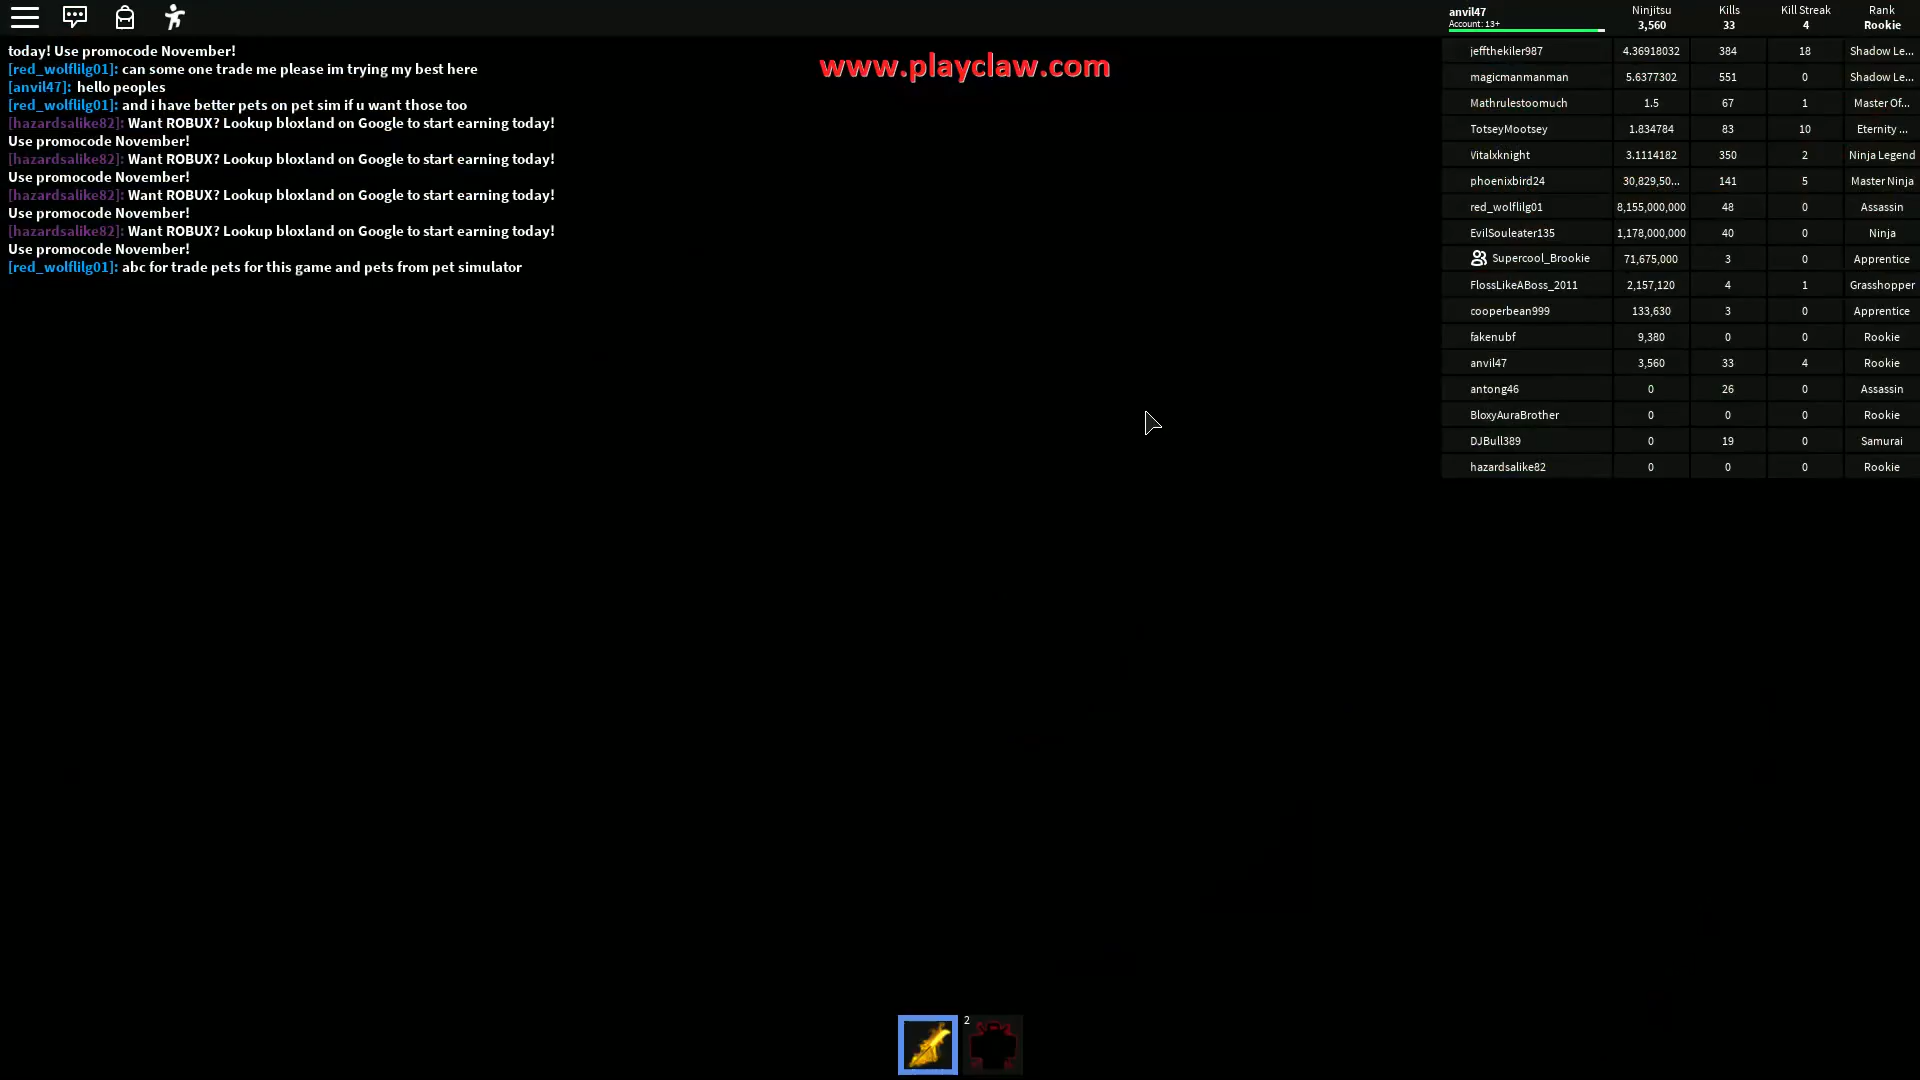 today! Use promocode November!
[red_wolflilg01]: can some one trade me please im trying my best here
[anvil47]: hello peoples
[red_wolflilg01]: and i have better pets on pet sim if u want those too
[hazardsalike82]: Want ROBUX? Lookup bloxland on Google to start earning today!
Use promocode November!
[hazardsalike82]: Want ROBUX? Lookup bloxland on Google to start earning today!
Use promocode November!
[hazardsalike82]: Want ROBUX? Lookup bloxland on Google to start earning today!
Use promocode November!
[hazardsalike82]: Want ROBUX? Lookup bloxland on Google to start earning today!
Use promocode November!
[red_wolflilg01]: abc for trade pets for this game and pets from pet simulator
www.playclaw.com
anvil47 Ninjitsu Kills Kill Streak Rank
Account: 13+ 3,560 33 4 Rookie
jeffthekiler987 4.36918032 384 18 Shadow Le...
magicmanmanman 5.6377302 551 0 Shadow Le...
Mathrulestoomuch 1.5 67 1 Master Of...
TotseyMootsey 1.834784 83 10 Eternity ...
Vitalxknight 3.1114182 350 2 Ninja Legend
phoenixbird24 30,829,50... 141 5 Master Ninja
red_wolflilg01 8,155,000,000 48 0 Assassin
EvilSouleater135 1,178,000,000 40 0 Ninja
Supercool_Brookie 71,675,000 3 0 Apprentice
FlossLikeABoss_2011 2,157,120 4 1 Grasshopper
cooperbean999 133,630 3 0 Apprentice
fakenubf 9,380 0 0 Rookie
anvil47 3,560 33 4 Rookie
antong46 0 26 0 Assassin
BloxyAuraBrother 0 0 0 Rookie
DJBull389 0 19 0 Samurai
hazardsalike82 0 0 0 Rookie
2